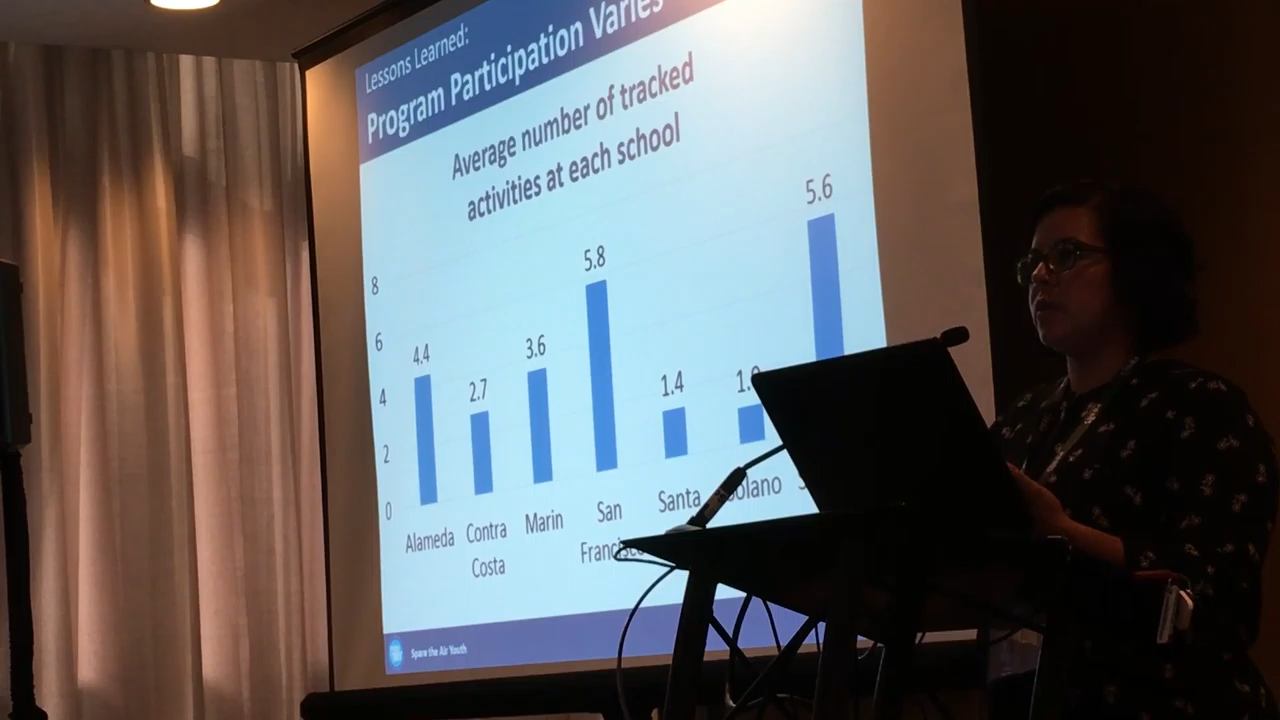 Lessons Learned:
Program Participation Varies
Average number of tracked
activities at each school
8
6
4
2
0
4.4
2.7
3.6
5.8
1.4
5.6
Alameda
Contra
Costa
Marin
San
Francisco
Santa
Solano
Spare the Air Youth